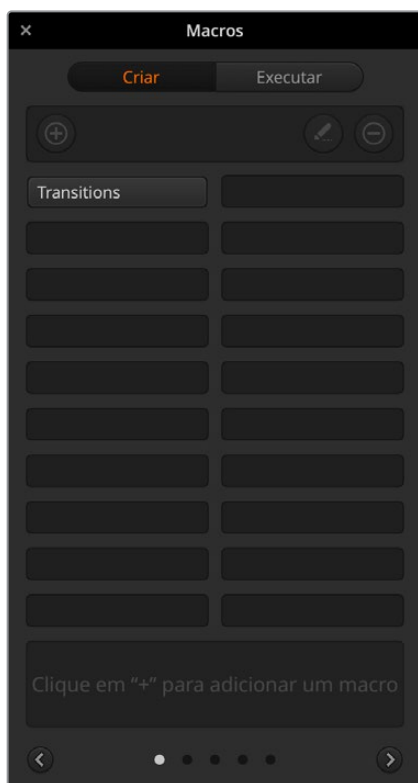 Macros
Criar Executar
Transitions
Clique em “+” para adicionar um macro